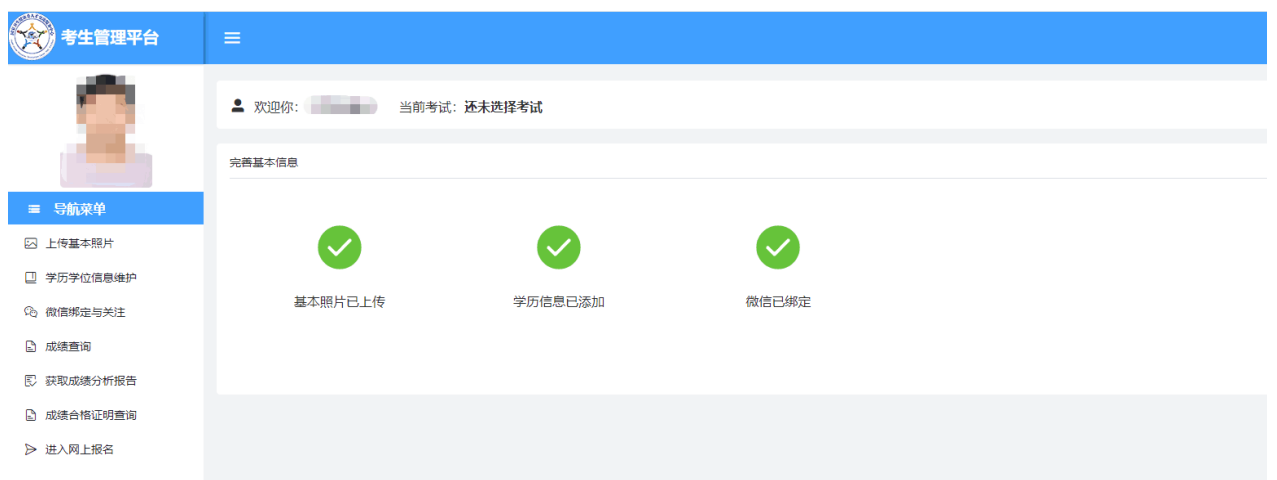 考生管理平台
欢迎你:
当前考试: 还未选择考试
完善基本信息
导航菜单
上传基本照片
学历学位信息维护
微信绑定与关注
成绩查询
获取成绩分析报告
成绩合格证明查询
进入网上报名
基本照片已上传
学历信息已添加
微信已绑定